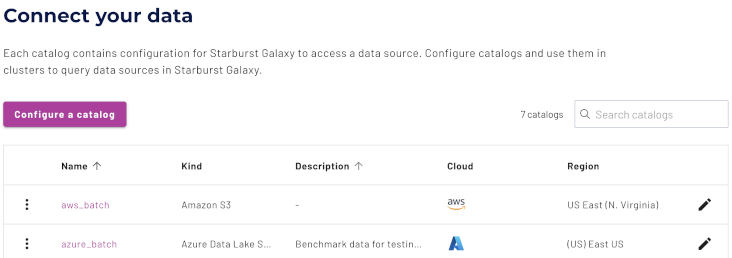 Connect your data
Each catalog contains configuration for Starburst Galaxy to access a data source. Configure catalogs and use them in
clusters to query data sources in Starburst Galaxy.
Configure a catalog 7 catalogs Search catalogs
Name ↑ Kind Description ↑ Cloud Region
aws_batch Amazon S3 - aws US East (N. Virginia)
azure_batch Azure Data Lake S... Benchmark data for testin... (US) East US